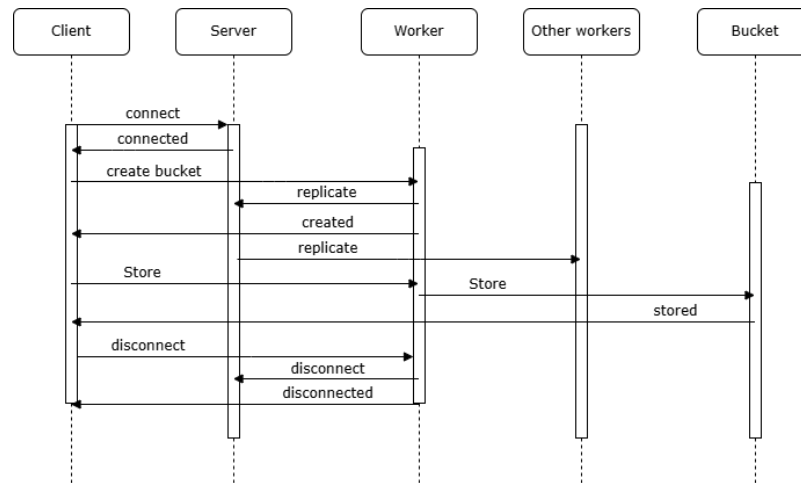 Client
Server
Worker
Other workers
Bucket
connect
connected
create bucket
replicate
created
replicate
Store
Store
stored
disconnect
disconnect
disconnected